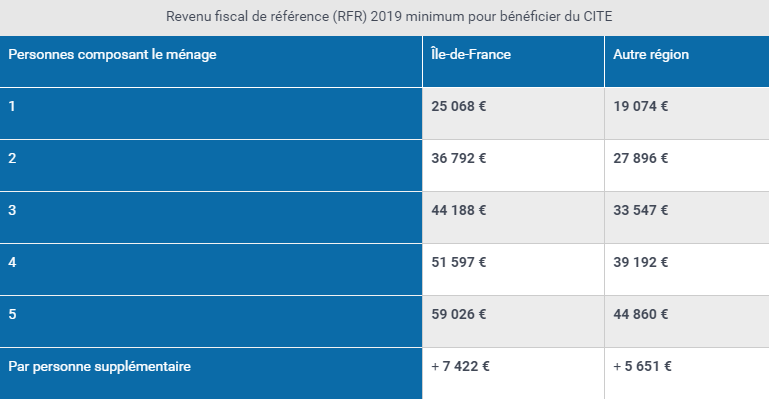 Revenu fiscal de référence (RFR) 2019 minimum pour bénéficier du CITE
Personnes composant le ménage Île-de-France Autre région
1 25 068 € 19 074 €
2 36 792 € 27 896 €
3 44 188 € 33 547 €
4 51 597 € 39 192 €
5 59 026 € 44 860 €
Par personne supplémentaire + 7 422 € + 5 651 €